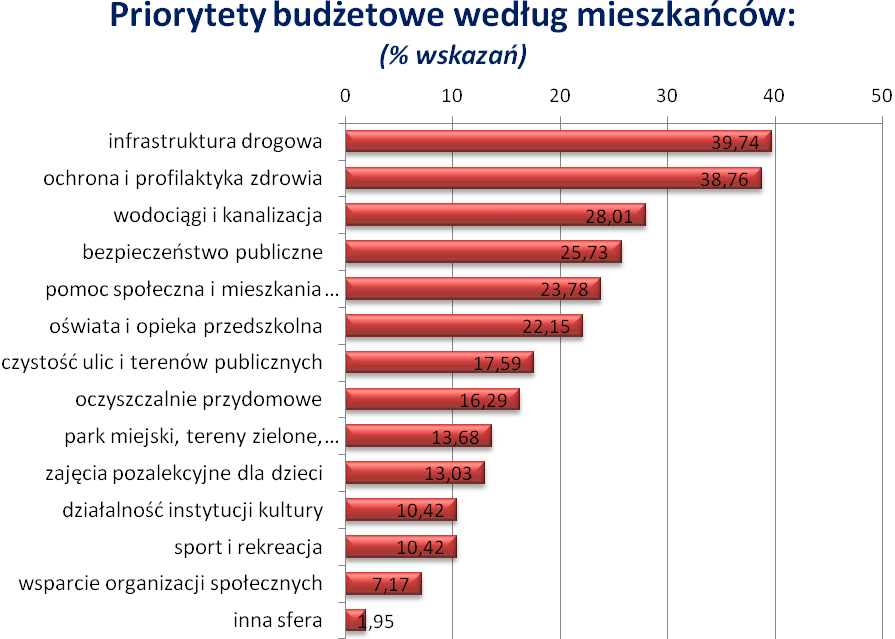 Priorytety budżetowe według mieszkańców:
(% wskazań)
0 10 20 30 40 50
infrastruktura drogowa 39,74
ochrona i profilaktyka zdrowia 38,76
wodociągi i kanalizacja 28,01
bezpieczeństwo publiczne 25,73
pomoc społeczna i mieszkania ... 23,78
oświata i opieka przedszkolna 22,15
czystość ulic i terenów publicznych 17,59
oczyszczalnie przydomowe 16,29
park miejski, tereny zielone,... 13,68
zajęcia pozalekcyjne dla dzieci 13,03
działalność instytucji kultury 10,42
sport i rekreacja 10,42
wsparcie organizacji społecznych 7,17
inna sfera 1,95